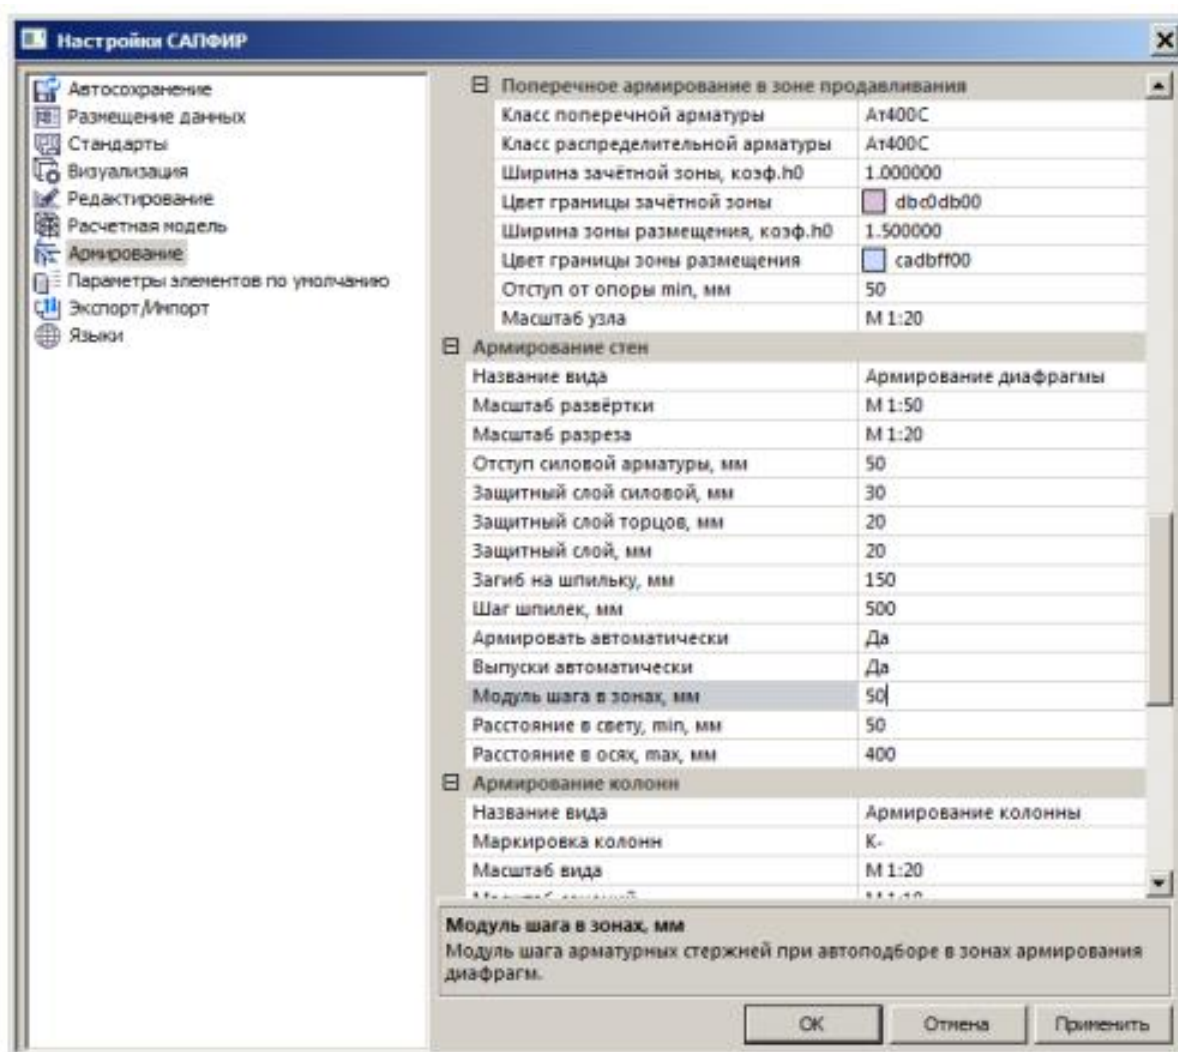 Настройки САПФИР
Автосохранение
Размещение данных
Стандарты
Визуализация
Редактирование
Расчетная модель
Армирование
Параметры элементов по умолчанию
Экспорт/Импорт
Языки
Поперечное армирование в зоне продавливания
Класс поперечной арматуры Ат400С
Класс распределительной арматуры Ат400С
Ширина зачётной зоны, коэф.h0 1.000000
Цвет границы зачётной зоны dbc0db00
Ширина зоны размещения, коэф.h0 1.500000
Цвет границы зоны размещения cadbff00
Отступ от опоры min, мм 50
Масштаб узла М 1:20
Армирование стен
Название вида Армирование диафрагмы
Масштаб развёртки М 1:50
Масштаб разреза М 1:20
Отступ силовой арматуры, мм 50
Защитный слой силовой, мм 30
Защитный слой торцов, мм 20
Защитный слой, мм 20
Загиб на шпильку, мм 150
Шаг шпилек, мм 500
Армировать автоматически Да
Выпуски автоматически Да
Модуль шага в зонах, мм 50
Расстояние в свету, min, мм 50
Расстояние в осях, max, мм 400
Армирование колонн
Название вида Армирование колонны
Маркировка колонн К-
Масштаб вида М 1:20
Модуль шага в зонах, мм
Модуль шага арматурных стержней при автоподборе в зонах армирования
диафрагм.
ОК Отмена Применить